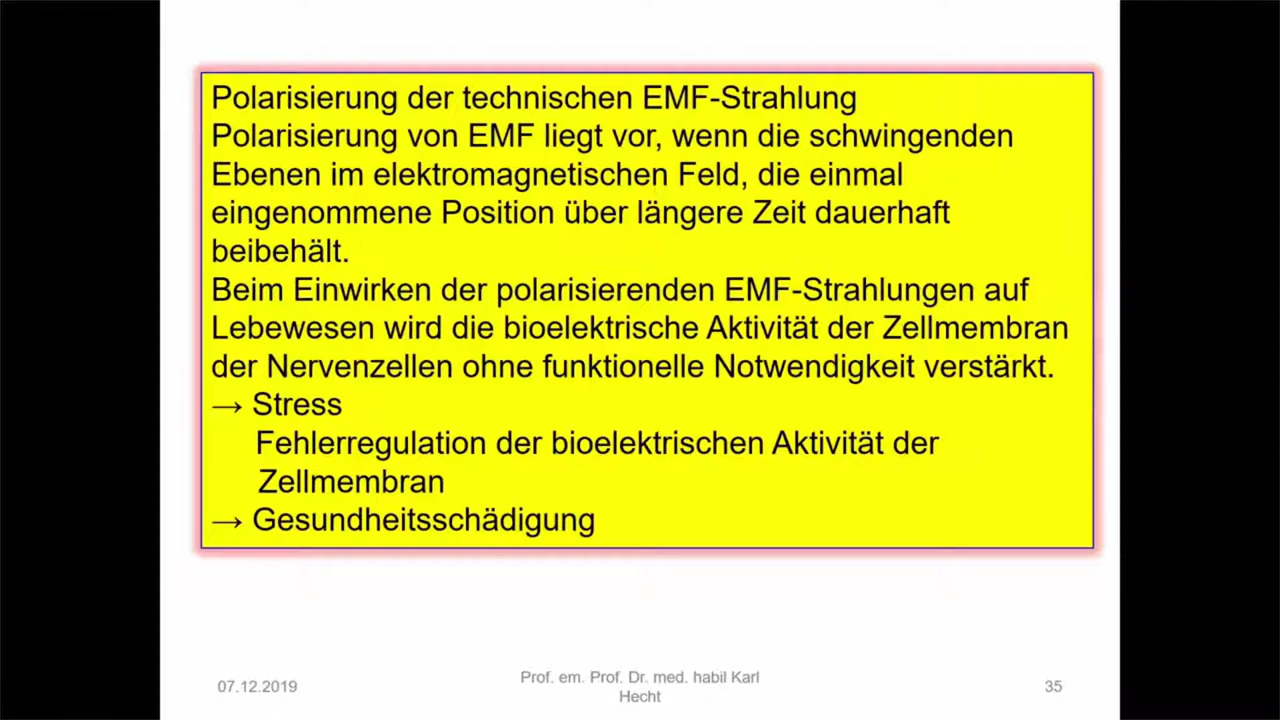 Polarisierung der technischen EMF-Strahlung
Polarisierung von EMF liegt vor, wenn die schwingenden
Ebenen im elektromagnetischen Feld, die einmal
eingenommene Position über längere Zeit dauerhaft
beibehält.
Beim Einwirken der polarisierenden EMF-Strahlungen auf
Lebewesen wird die bioelektrische Aktivität der Zellmembran
der Nervenzellen ohne funktionelle Notwendigkeit verstärkt.
→ Stress
Fehlerregulation der bioelektrischen Aktivität der
Zellmembran
→ Gesundheitsschädigung
07.12.2019
Prof. em. Prof. Dr. med. habil Karl
Hecht
35